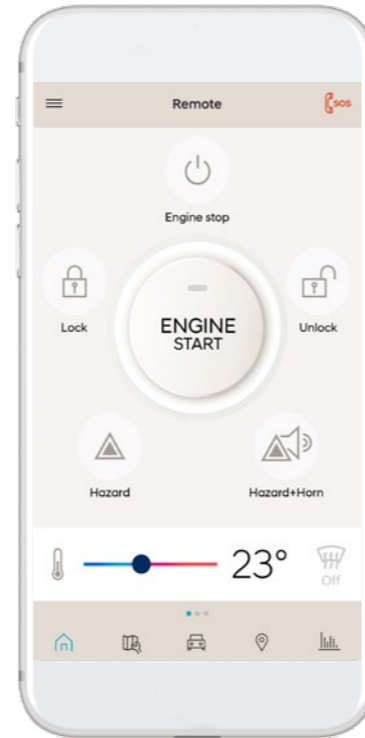 Remote
SOS
Engine stop
Lock
ENGINE
START
Unlock
Hazard
Hazard+Horn
23°
Off